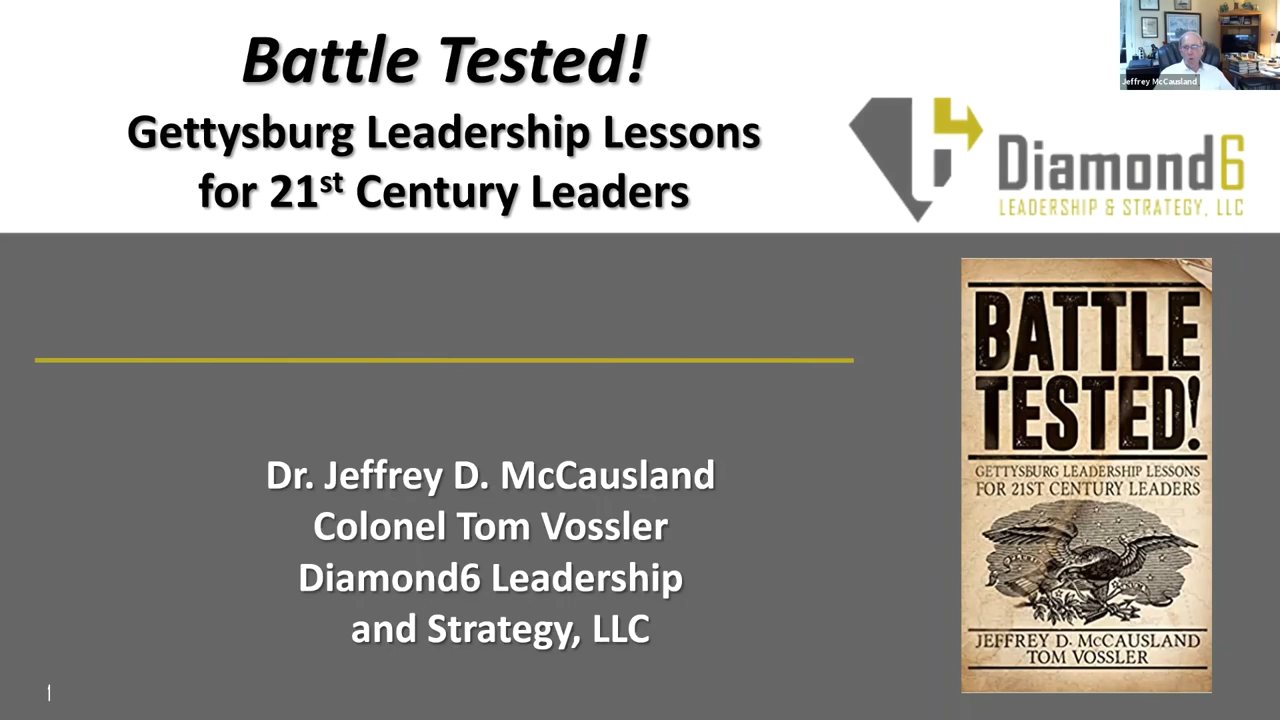 Battle Tested!
Gettysburg Leadership Lessons
for 21st Century Leaders
Jeffrey McCausland
Diamond6
LEADERSHIP & STRATEGY, LLC
BATTLE
TESTED!
GETTYSBURG LEADERSHIP LESSONS
FOR 21ST CENTURY LEADERS
JEFFREY D. McCAUSLAND
TOM VOSSLER
Dr. Jeffrey D. McCausland
Colonel Tom Vossler
Diamond6 Leadership
and Strategy, LLC
1